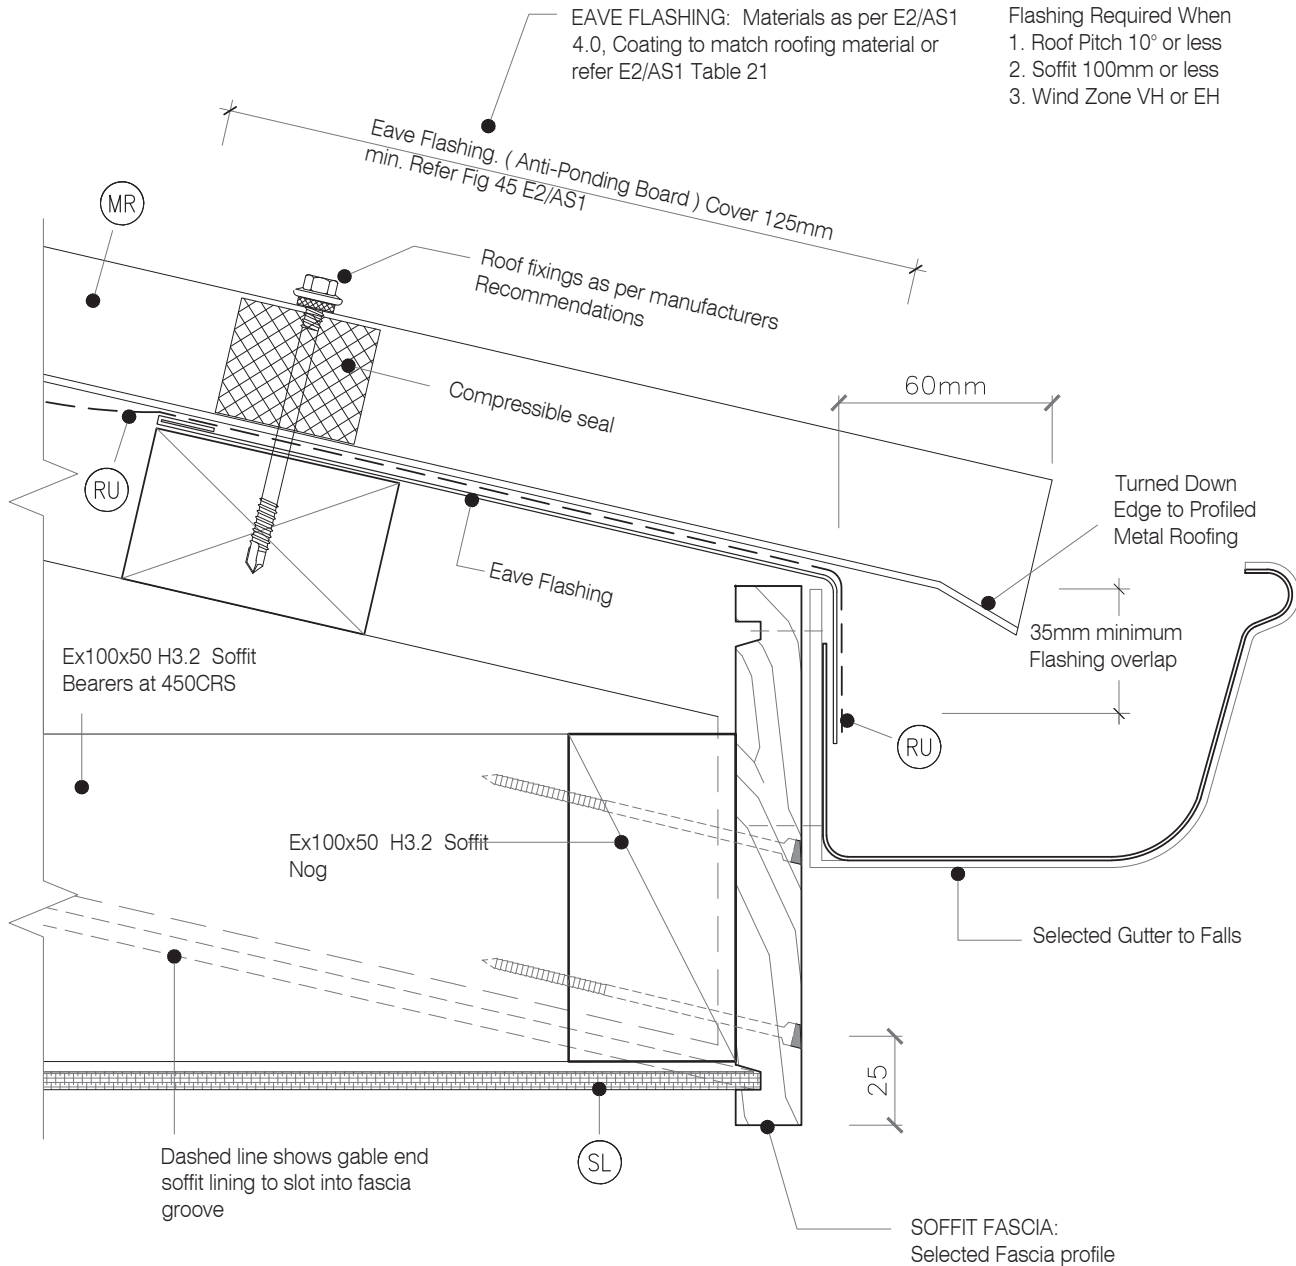 EAVE FLASHING: Materials as per E2/AS1
4.0, Coating to match roofing material or
refer E2/AS1 Table 21
Flashing Required When
1. Roof Pitch 10° or less
2. Soffit 100mm or less
3. Wind Zone VH or EH
Eave Flashing. ( Anti-Ponding Board ) Cover 125mm
min. Refer Fig 45 E2/AS1
MR
Roof fixings as per manufacturers
Recommendations
60mm
Compressible seal
RU
Turned Down
Edge to Profiled
Metal Roofing
Eave Flashing
35mm minimum
Flashing overlap
Ex100x50 H3.2 Soffit
Bearers at 450CRS
RU
Ex100x50 H3.2 Soffit
Nog
Selected Gutter to Falls
25
Dashed line shows gable end
soffit lining to slot into fascia
groove
SL
SOFFIT FASCIA:
Selected Fascia profile